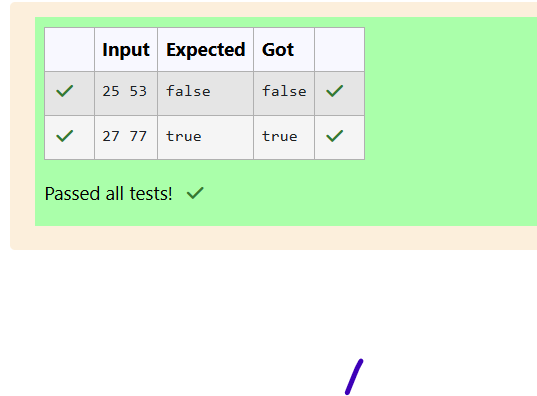 Input Expected Got
25 53 false false
27 77 true true
Passed all tests!